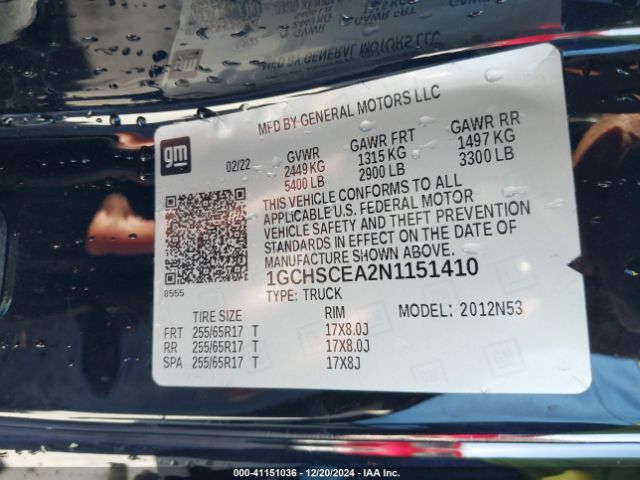 MFD BY GENERAL MOTORS LLC
gm
02/22 GVWR GAWR FRT GAWR RR
2449 KG 1315 KG 1497 KG
5400 LB 2900 LB 3300 LB
THIS VEHICLE CONFORMS TO ALL
APPLICABLE U.S. FEDERAL MOTOR
VEHICLE SAFETY AND THEFT PREVENTION
STANDARDS IN EFFECT ON THE DATE OF
MANUFACTURE SHOWN ABOVE.
1GCHSCEA2N1151410
8555 TYPE: TRUCK
TIRE SIZE RIM MODEL: 2012N53
FRT 255/65R17 T 17X8.0J
RR 255/65R17 T 17X8.0J
SPA 255/65R17 T 17X8J
000-41151036 - 12/20/2024 - IAA Inc.